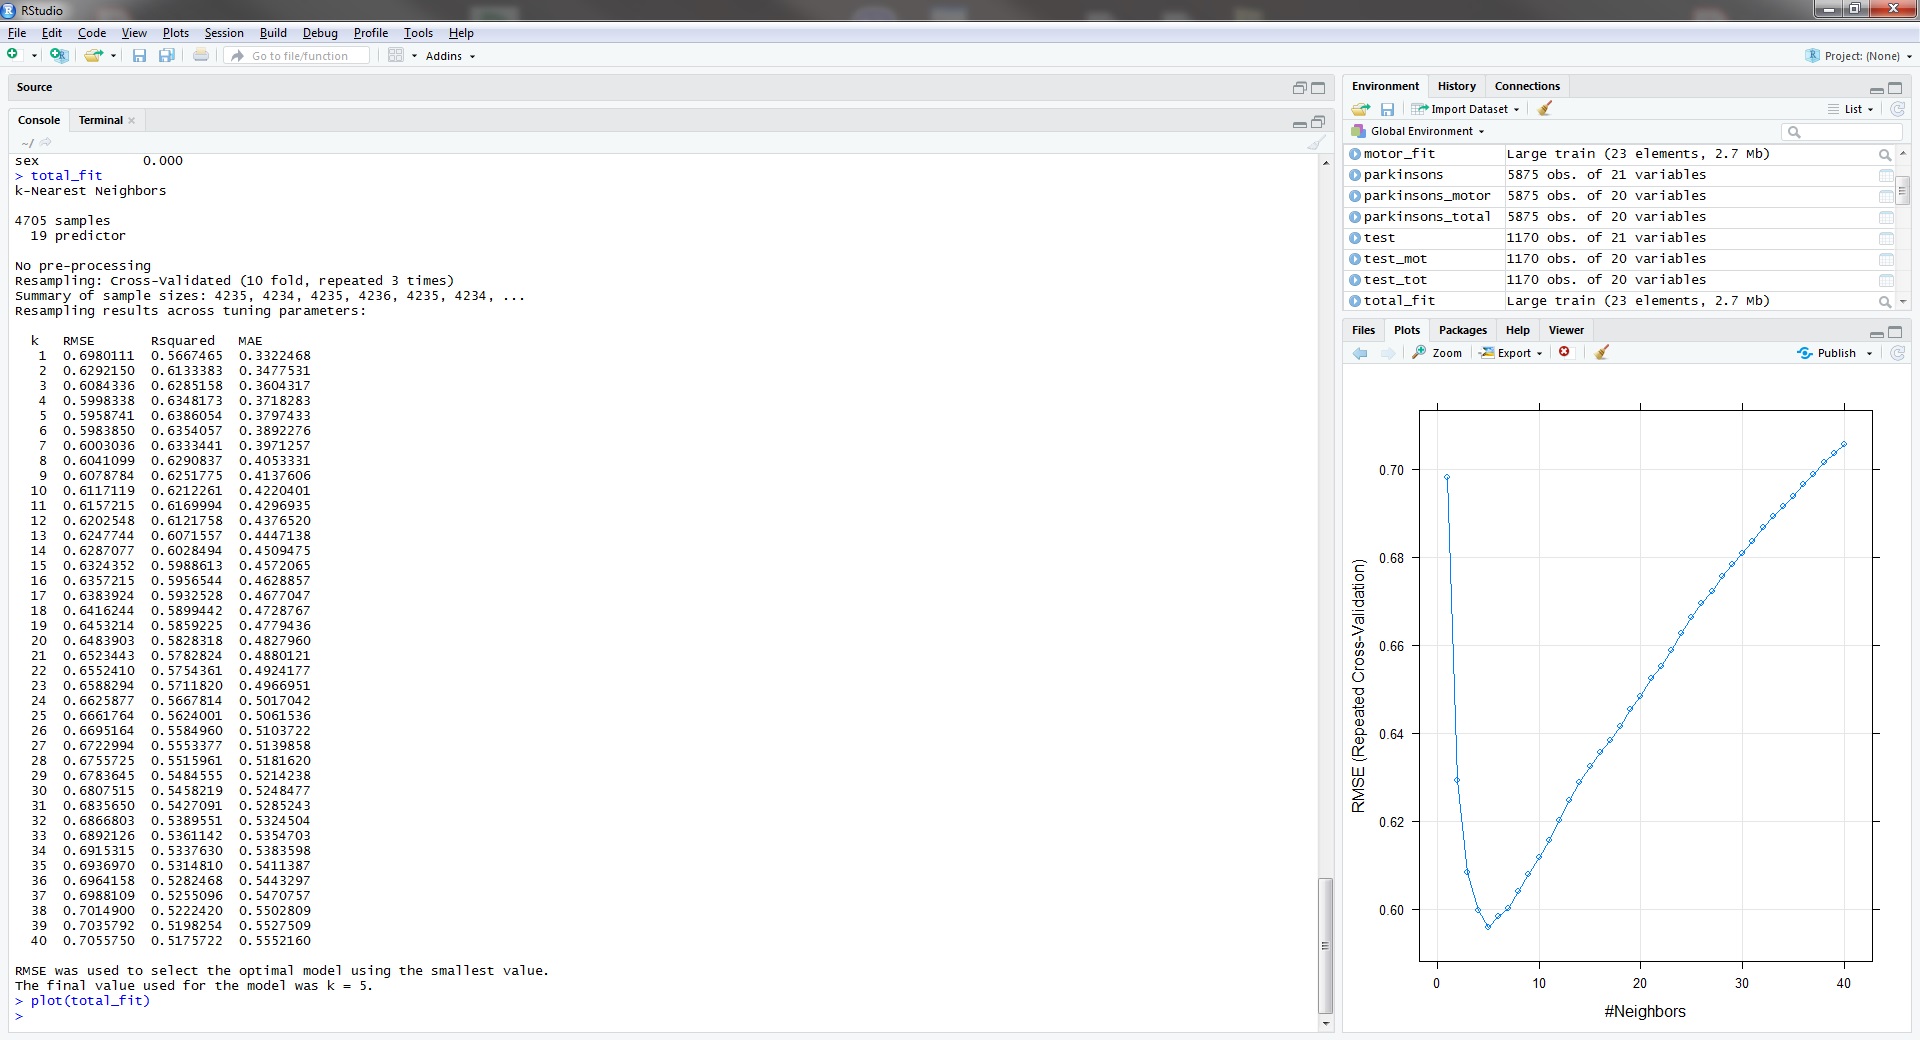 RStudio
File Edit Code View Plots Session Build Debug Profile Tools Help
Go to file/function Addins Project: (None)
Source
Console Terminal
~/
sex 0.000
> total_fit
k-Nearest Neighbors
4705 samples
19 predictor
No pre-processing
Resampling: Cross-Validated (10 fold, repeated 3 times)
Summary of sample sizes: 4235, 4234, 4235, 4236, 4235, 4234, ...
Resampling results across tuning parameters:
k RMSE Rsquared MAE
1 0.6980111 0.5667465 0.3322468
2 0.6292150 0.6133383 0.3477531
3 0.6084336 0.6285158 0.3604317
4 0.5998338 0.6348173 0.3718283
5 0.5958741 0.6386054 0.3797433
6 0.5983850 0.6354057 0.3892276
7 0.6003036 0.6333441 0.3971257
8 0.6041099 0.6290837 0.4053331
9 0.6078784 0.6251775 0.4137606
10 0.6117119 0.6212261 0.4220401
11 0.6157215 0.6169994 0.4296935
12 0.6202548 0.6121758 0.4376520
13 0.6247744 0.6071557 0.4447138
14 0.6287077 0.6028494 0.4509475
15 0.6324352 0.5988613 0.4572065
16 0.6357215 0.5956544 0.4628857
17 0.6383924 0.5932528 0.4677047
18 0.6416244 0.5899442 0.4728767
19 0.6453214 0.5859225 0.4779436
20 0.6483903 0.5828318 0.4827960
21 0.6523443 0.5782824 0.4880121
22 0.6552410 0.5754361 0.4924177
23 0.6588294 0.5711820 0.4966951
24 0.6625877 0.5667814 0.5017042
25 0.6661764 0.5624001 0.5061536
26 0.6695164 0.5584960 0.5103722
27 0.6722994 0.5553377 0.5139858
28 0.6755725 0.5515961 0.5181620
29 0.6783645 0.5484555 0.5214238
30 0.6807515 0.5458219 0.5248477
31 0.6835650 0.5427091 0.5285243
32 0.6866803 0.5389551 0.5324504
33 0.6892126 0.5361142 0.5354703
34 0.6915315 0.5337630 0.5383598
35 0.6936970 0.5314810 0.5411387
36 0.6964158 0.5282468 0.5443297
37 0.6988109 0.5255096 0.5470757
38 0.7014900 0.5222420 0.5502809
39 0.7035792 0.5198254 0.5527509
40 0.7055750 0.5175722 0.5552160
RMSE was used to select the optimal model using the smallest value.
The final value used for the model was k = 5.
> plot(total_fit)
>
Environment History Connections
Import Dataset List
Global Environment
motor_fit Large train (23 elements, 2.7 Mb)
parkinsons 5875 obs. of 21 variables
parkinsons_motor 5875 obs. of 20 variables
parkinsons_total 5875 obs. of 20 variables
test 1170 obs. of 21 variables
test_mot 1170 obs. of 20 variables
test_tot 1170 obs. of 20 variables
total_fit Large train (23 elements, 2.7 Mb)
Files Plots Packages Help Viewer
Zoom Export Publish
RMSE (Repeated Cross-Validation)
0.70
0.68
0.66
0.64
0.62
0.60
0 10 20 30 40
#Neighbors